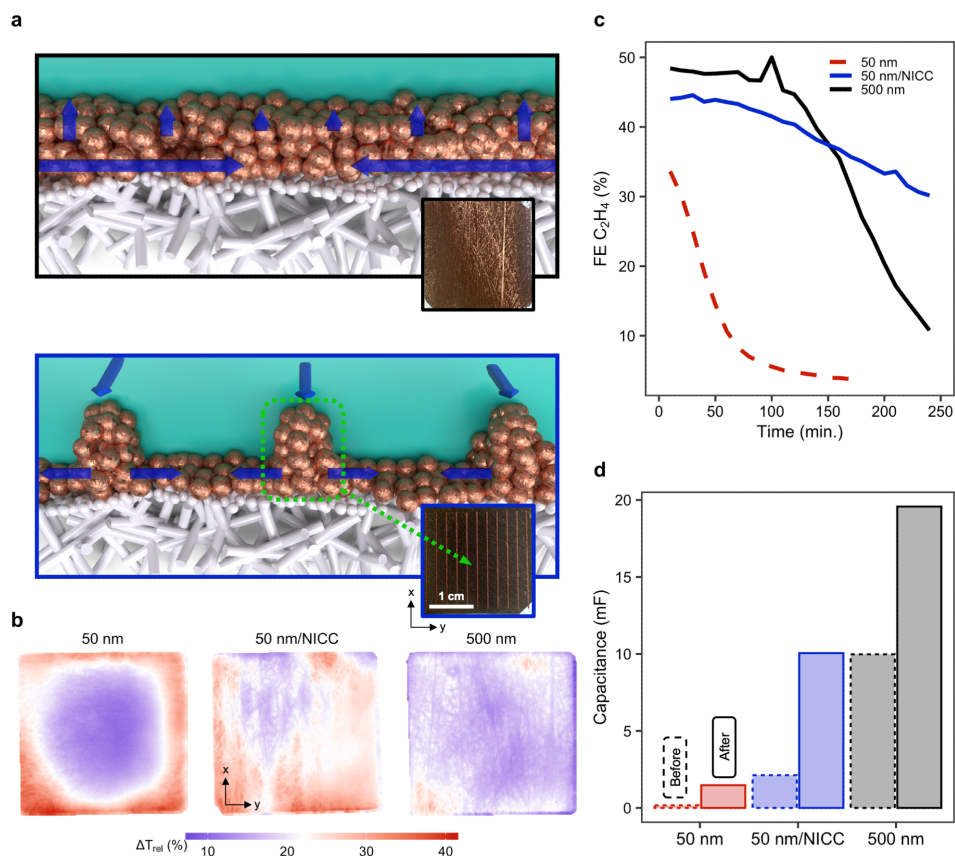 a
1 cm
x
y
b
50 nm
50 nm/NICC
500 nm
x
y
ΔT_rel (%)
10
20
30
40
c
50 nm
50 nm/NICC
500 nm
FE C₂H₄ (%)
50
40
30
20
10
0
50
100
150
200
250
Time (min.)
d
Capacitance (mF)
20
15
10
5
0
Before
After
50 nm
50 nm/NICC
500 nm